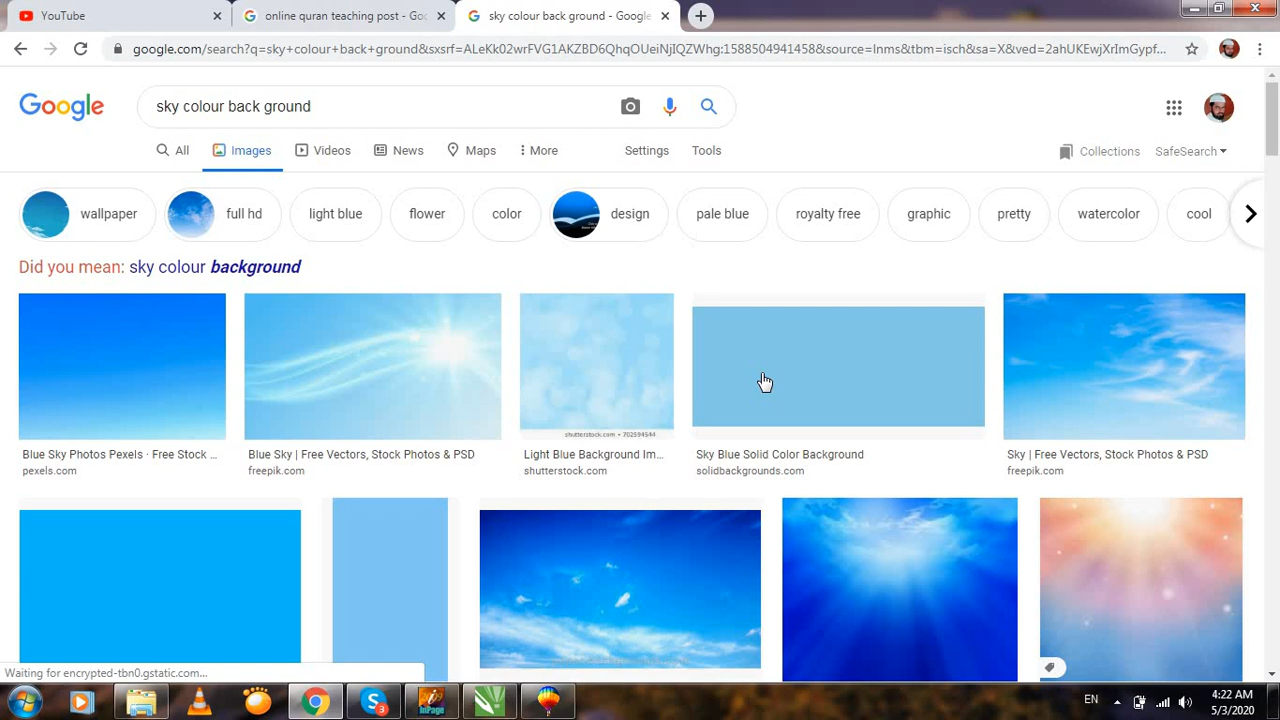 YouTube
online quran teaching post - Goo
sky colour back ground - Google
google.com/search?q=sky+colour+back+ground&sxsrf=ALeKk02wrFVG1AKZBD6QhqOUeiNjIQZWhg:1588504941458&source=lnms&tbm=isch&sa=X&ved=2ahUKEwjXrImGypf...
Google
sky colour back ground
All
Images
Videos
News
Maps
More
Settings
Tools
Collections
SafeSearch
wallpaper
full hd
light blue
flower
color
design
pale blue
royalty free
graphic
pretty
watercolor
cool
Did you mean: sky colour background
shutterstock.com • 702594544
Blue Sky Photos Pexels · Free Stock ...
pexels.com
Blue Sky | Free Vectors, Stock Photos & PSD
freepik.com
Light Blue Background Im...
shutterstock.com
Sky Blue Solid Color Background
solidbackgrounds.com
Sky | Free Vectors, Stock Photos & PSD
freepik.com
Waiting for encrypted-tbn0.gstatic.com...
S
3
InPage
EN
4:22 AM
5/3/2020